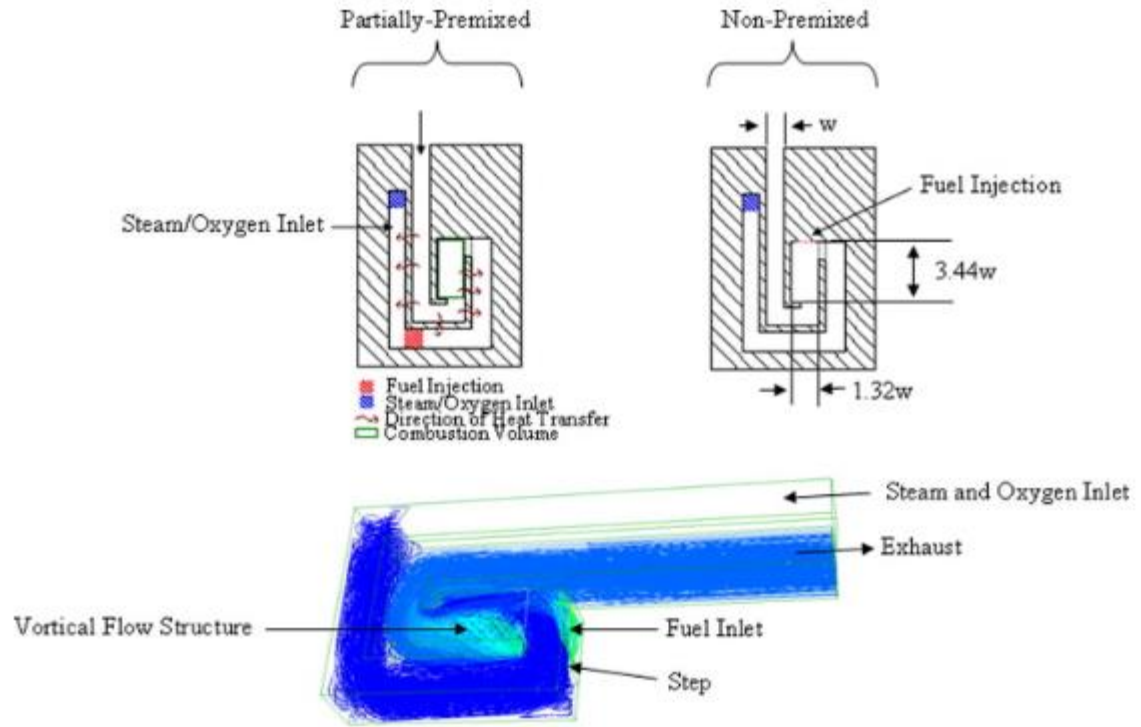 Partially-Premixed
Non-Premixed
w
Fuel Injection
Steam/Oxygen Inlet
3.44w
1.32w
Fuel Injection
Steam/Oxygen Inlet
Direction of Heat Transfer
Combustion Volume
Steam and Oxygen Inlet
Exhaust
Vortical Flow Structure
Fuel Inlet
Step